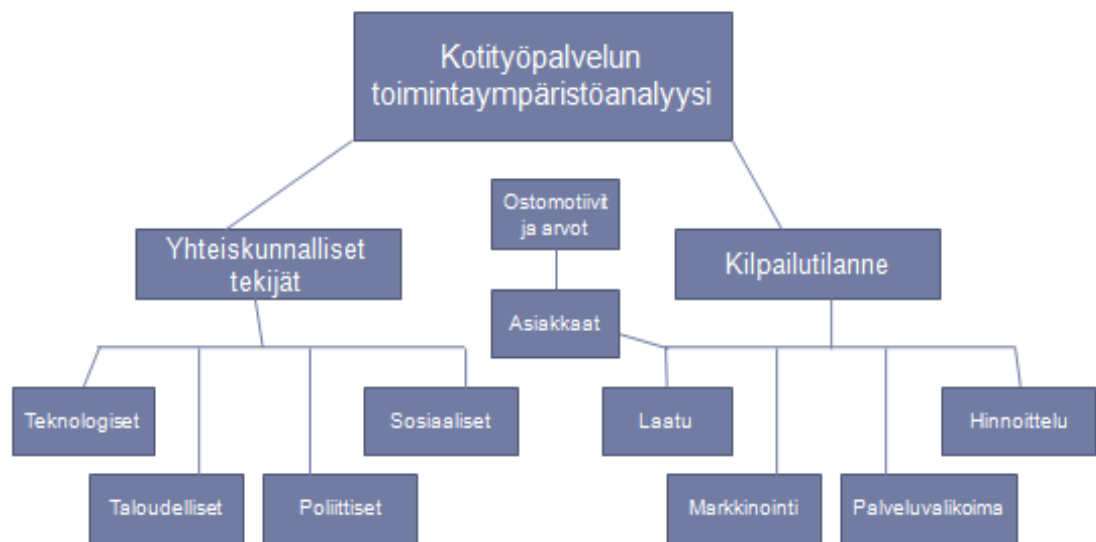 Kotityöpalvelun
toimintaympäristöanalyysi
Ostomotiivit
ja arvot
Yhteiskunnalliset
tekijät
Kilpailutilanne
Asiakkaat
Teknologiset
Sosiaaliset
Laatu
Hinnoittelu
Taloudelliset
Poliittiset
Markkinointi
Palveluvalikoima